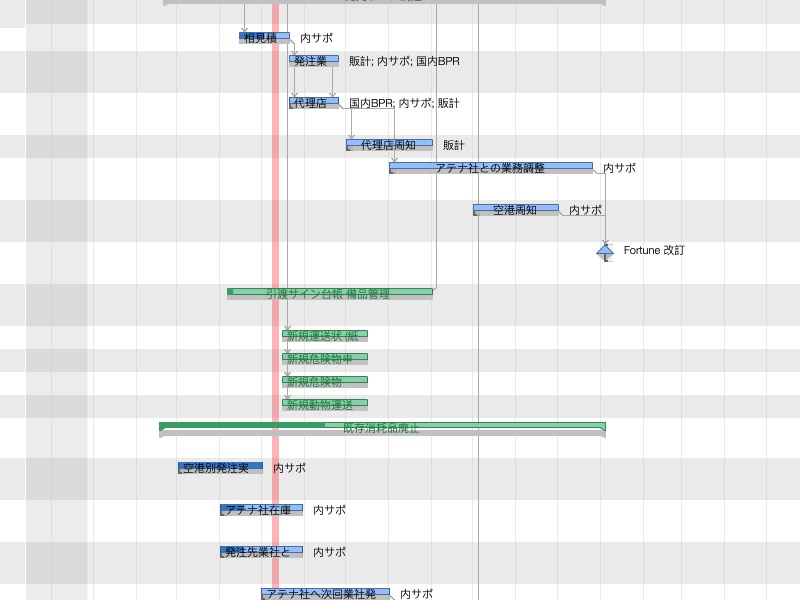 相見積
内サポ
発注業
販計; 内サポ; 国内BPR
代理店
国内BPR; 内サポ; 販計
代理店周知
販計
アテナ社との業務調整
内サポ
空港周知
内サポ
Fortune 改訂
引渡サイン台帳 備品管理
新規運送状 (紙
新規危険物申
新規危険物
新規動物運送
既存消耗品廃止
空港別発注実
内サポ
アテナ社在庫
内サポ
発注先業社と
内サポ
アテナ社へ次回業社発
内サポ